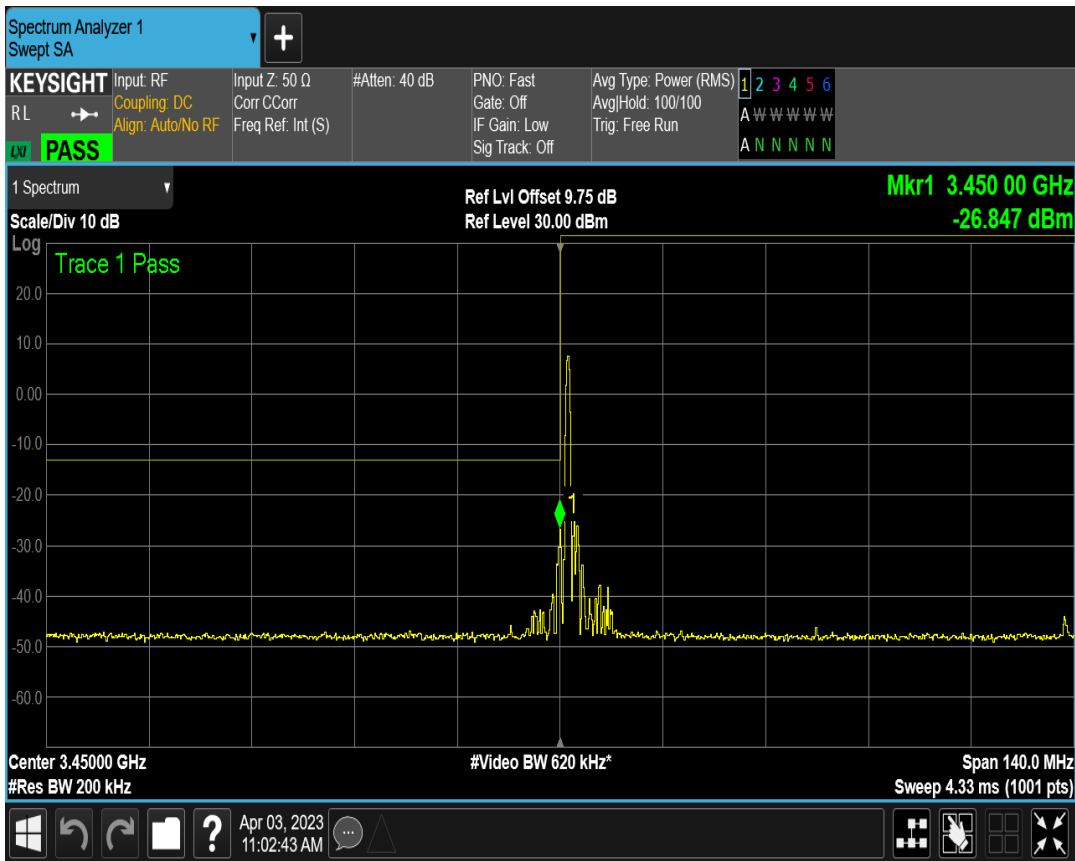 Spectrum Analyzer 1
Swept SA
+
KEYSIGHT Input: RF Input Z: 50 Ω #Atten: 40 dB PNO: Fast Avg Type: Power (RMS) 1 2 3 4 5 6
RL Coupling: DC Corr CCorr Gate: Off Avg|Hold: 100/100 A W W W W W
Align: Auto/No RF Freq Ref: Int (S) IF Gain: Low Trig: Free Run
LXI PASS Sig Track: Off A N N N N N
1 Spectrum Ref Lvl Offset 9.75 dB Mkr1 3.450 00 GHz
Scale/Div 10 dB Ref Level 30.00 dBm -26.847 dBm
Log
Trace 1 Pass
20.0
10.0
0.00
-10.0
-20.0
1
-30.0
-40.0
-50.0
-60.0
Center 3.45000 GHz #Video BW 620 kHz* Span 140.0 MHz
#Res BW 200 kHz Sweep 4.33 ms (1001 pts)
? Apr 03, 2023
11:02:43 AM